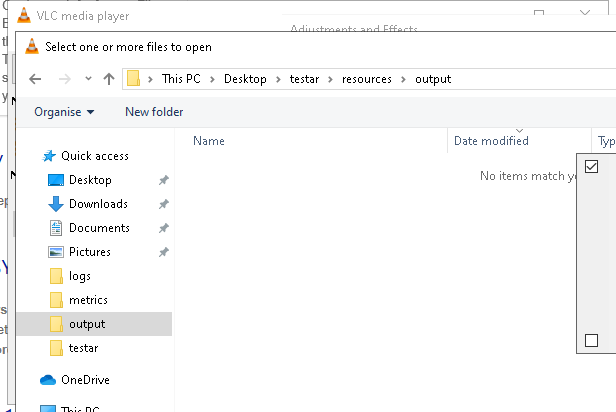 VLC media player
Adjustments and Effects
Select one or more files to open
This PC > Desktop > testar > resources > output
Organise New folder
Name Date modified Typ
No items match yo
Quick access
Desktop
Downloads
Documents
Pictures
logs
metrics
output
testar
OneDrive
This PC